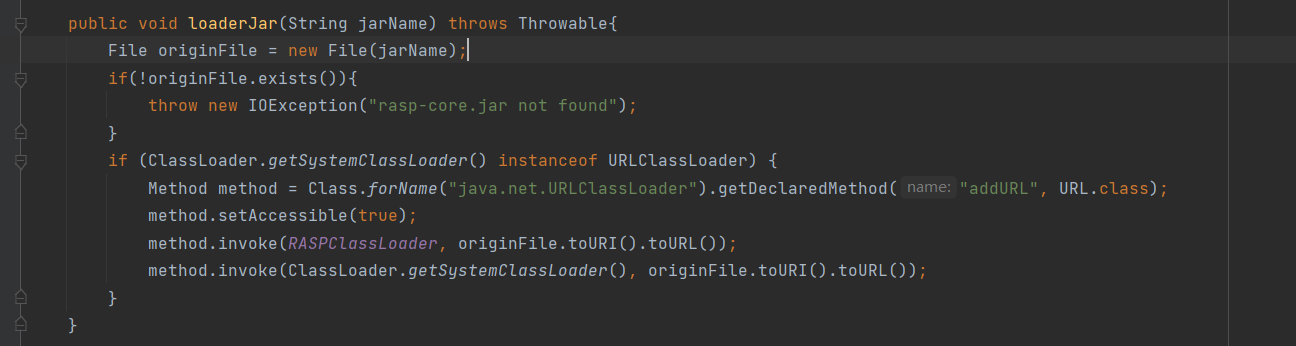 public void loaderJar(String jarName) throws Throwable{
File originFile = new File(jarName);
if(!originFile.exists()){
throw new IOException("rasp-core.jar not found");
}
if (ClassLoader.getSystemClassLoader() instanceof URLClassLoader) {
Method method = Class.forName("java.net.URLClassLoader").getDeclaredMethod( name: "addURL", URL.class);
method.setAccessible(true);
method.invoke(RASPClassLoader, originFile.toURI().toURL());
method.invoke(ClassLoader.getSystemClassLoader(), originFile.toURI().toURL());
}
}